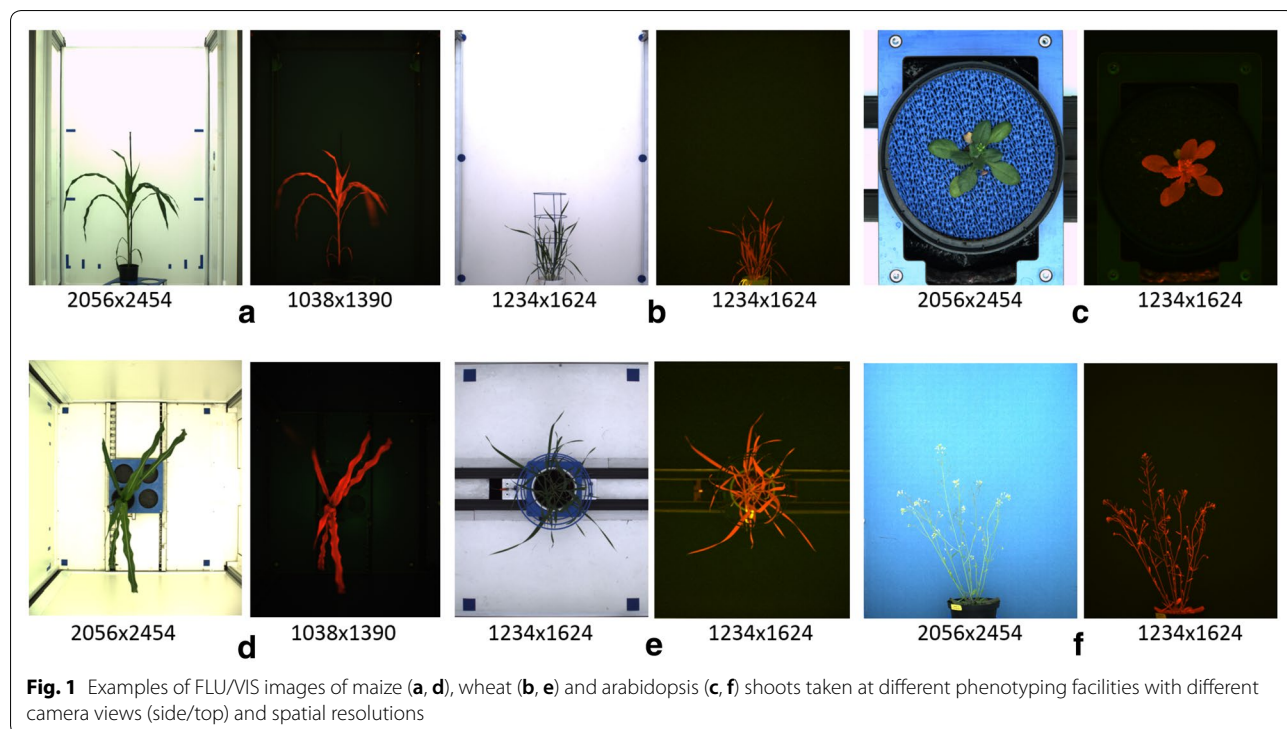 2056x2454 1038x1390 1234x1624 1234x1624 2056x2454 1234x1624
a b c
2056x2454 1038x1390 1234x1624 1234x1624 2056x2454 1234x1624
d e f
Fig. 1 Examples of FLU/VIS images of maize (a, d), wheat (b, e) and arabidopsis (c, f) shoots taken at different phenotyping facilities with different
camera views (side/top) and spatial resolutions